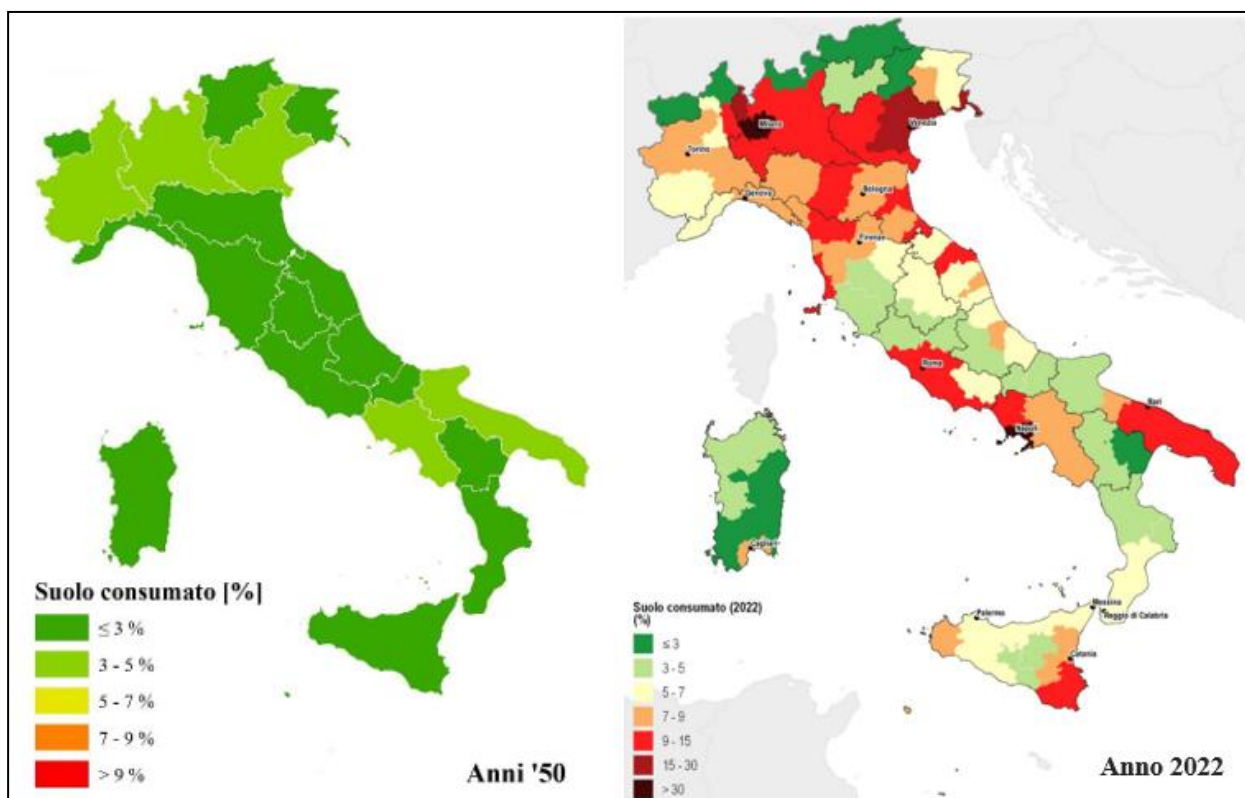 Suolo consumato [%]
≤ 3 %
3 - 5 %
5 - 7 %
7 - 9 %
> 9 %
Anni '50
Milano
Venezia
Torino
Genova
Bologna
Firenze
Roma
Bari
Napoli
Cagliari
Palermo
Messina
Reggio di Calabria
Catania
Suolo consumato (2022)
(%)
≤ 3
3 - 5
5 - 7
7 - 9
9 - 15
15 - 30
> 30
Anno 2022